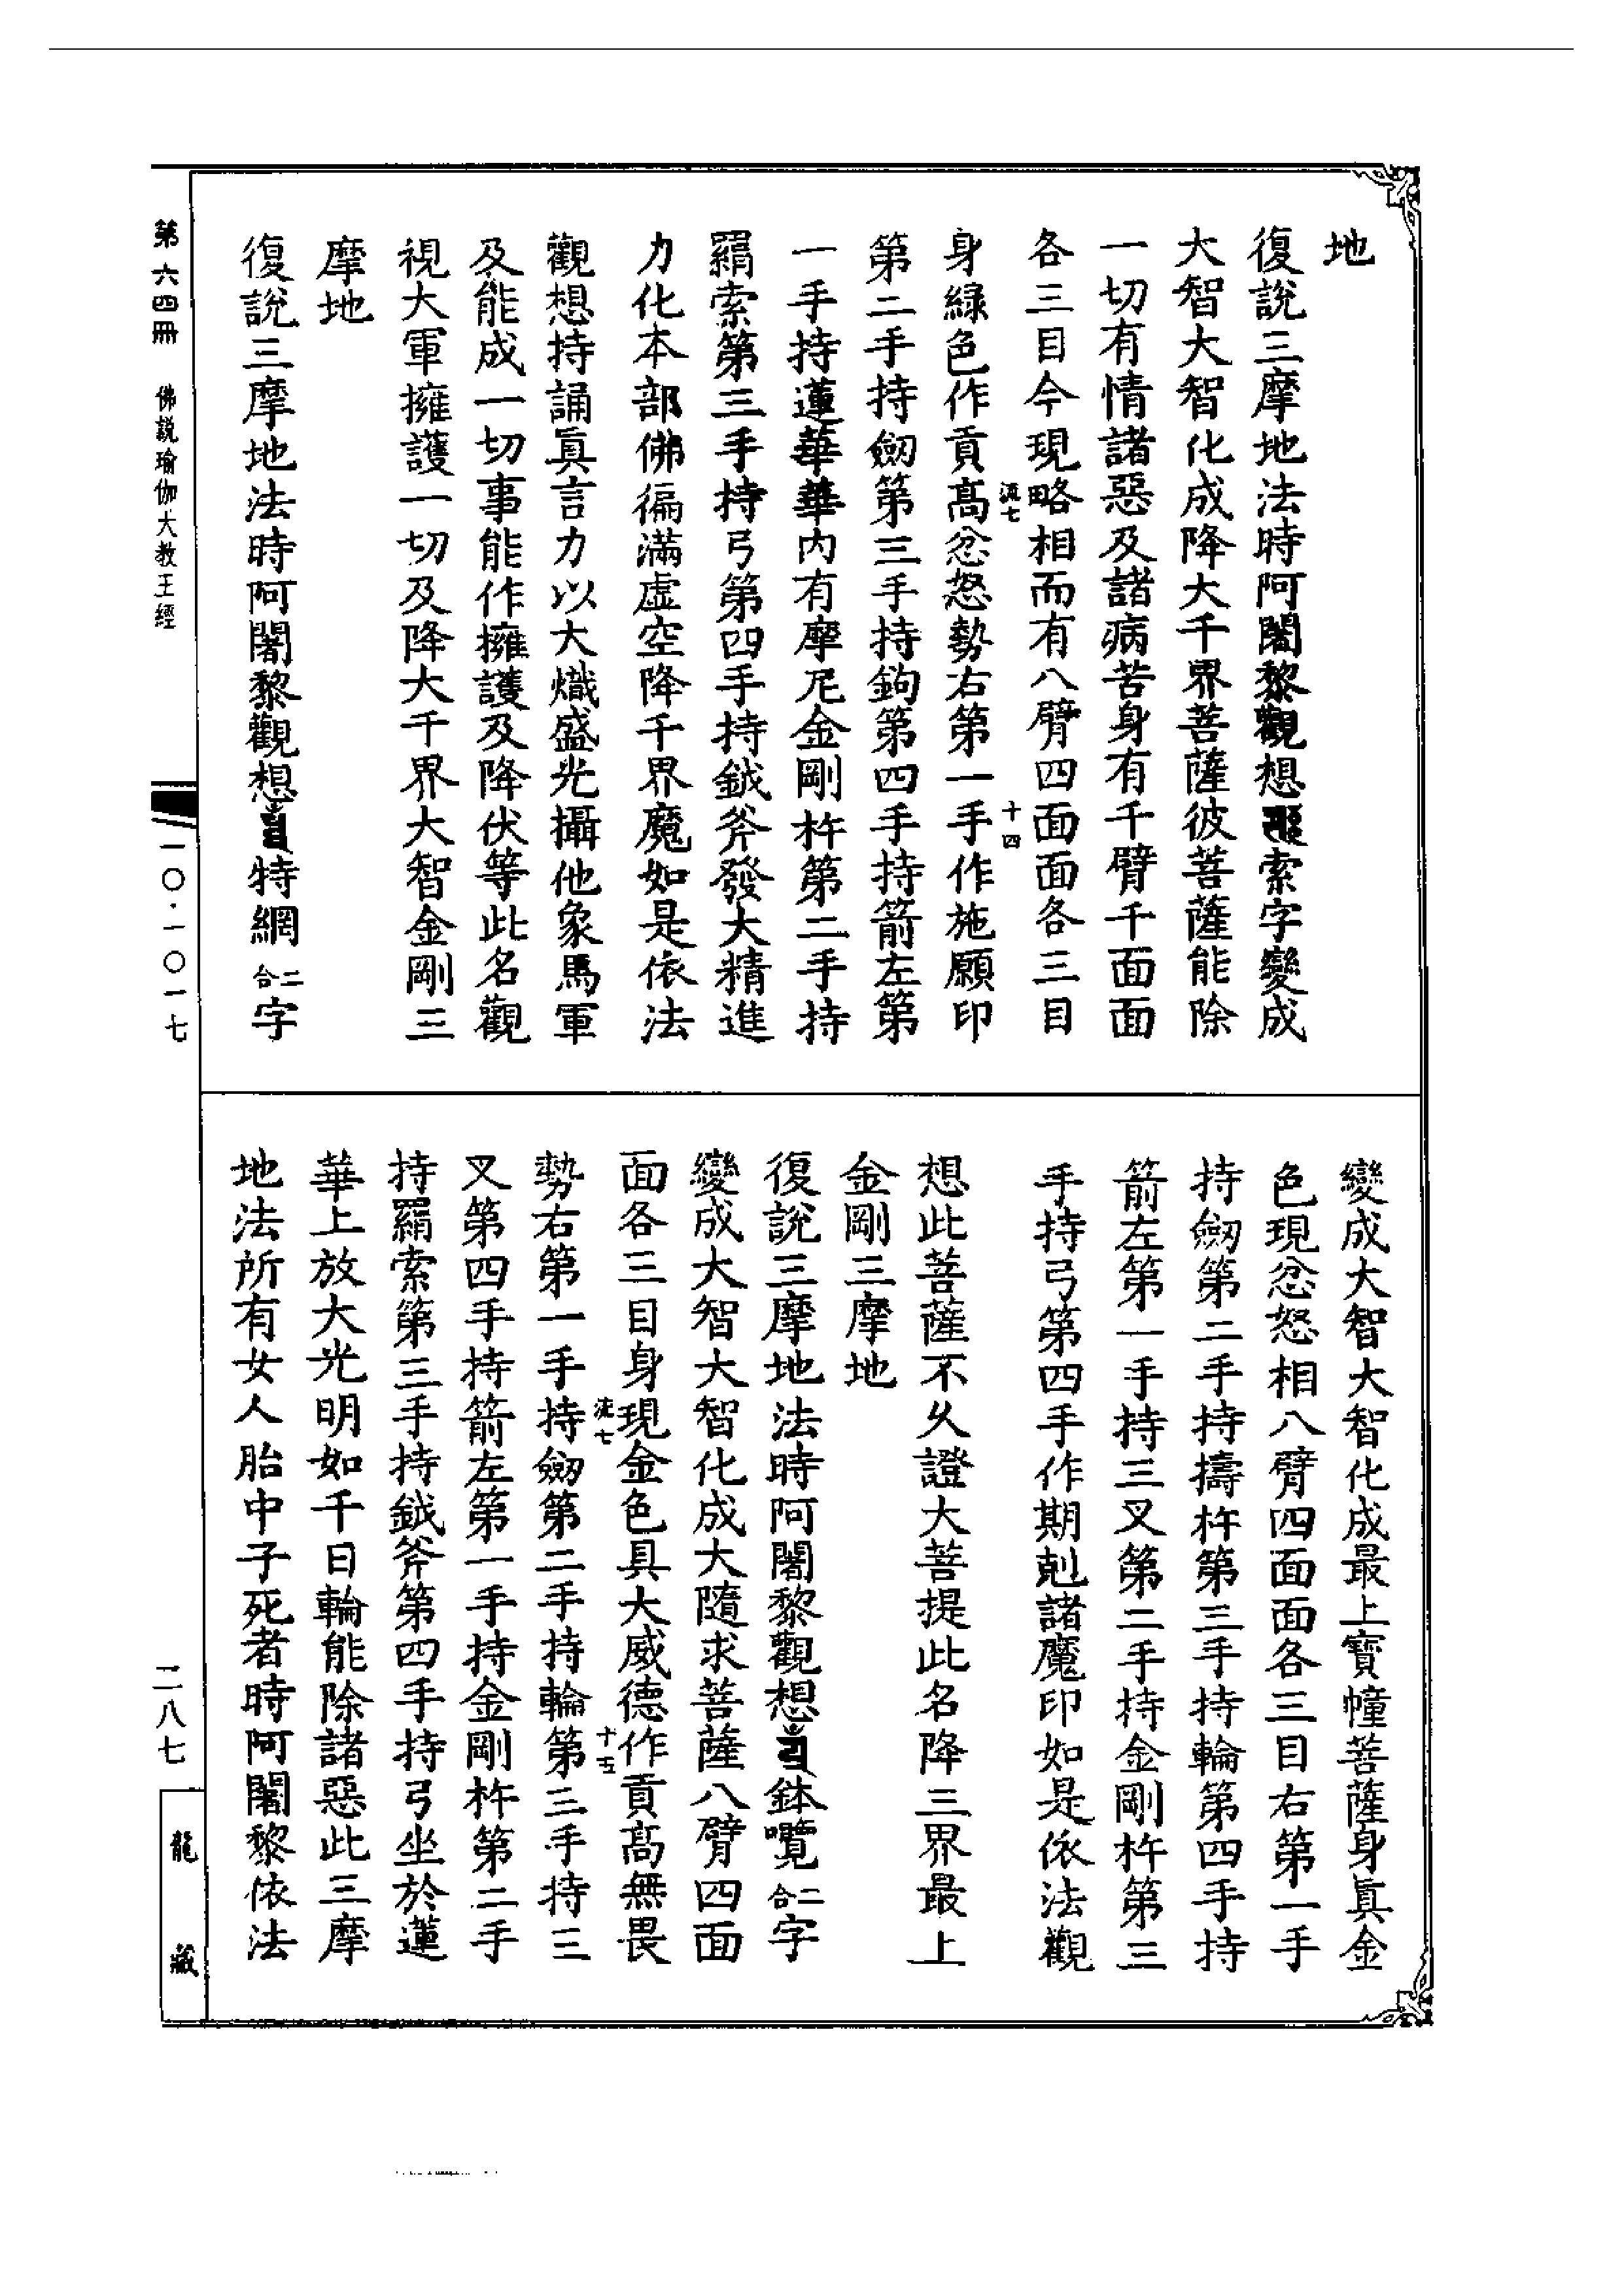 地
復說三摩地法時阿闍黎觀想索字變成
大智大智化成降大千界菩薩彼菩薩能除
一切有情諸惡及諸病苦身有千臂千面面
各三目今現略相而有八臂四面面各三目
流七
十四
身緑色作貢髙忿怒勢右第一手作施願印
第二手持劒第三手持鉤第四手持箭左第
一手持蓮華華內有摩尼金剛杵第二手持
羂索第三手持弓第四手持鉞斧發大精進
力化本部佛徧滿虛空降千界魔如是依法
觀想持誦眞言力以大熾盛光攝他象馬軍
及能成一切事能作擁護及降伏等此名觀
視大軍擁護一切及降大千界大智金剛三
摩地
復說三摩地法時阿闍黎觀想特網二合字
變成大智大智化成最上寶幢菩薩身眞金
色現忿怒相八臂四面面各三目右第一手
持劒第二手持擣杵第三手持輪第四手持
箭左第一手持三叉第二手持金剛杵第三
手持弓第四手作期剋諸魔印如是依法觀
想此菩薩不乆證大菩提此名降三界最上
金剛三摩地
復說三摩地法時阿闍黎觀想鉢囕二合字
變成大智大智化成大隨求菩薩八臂四面
面各三目身現金色具大威德作貢髙無畏
流七
十五
勢右第一手持劒第二手持輪第三手持三
叉第四手持箭左第一手持金剛杵第二手
持羂索第三手持鉞斧第四手持弓坐於蓮
華上放大光明如千日輪能除諸惡此三摩
地法所有女人胎中子死者時阿闍黎依法
第六四冊 佛説瑜伽大教王經
一〇·一〇一七
二八七
龍藏